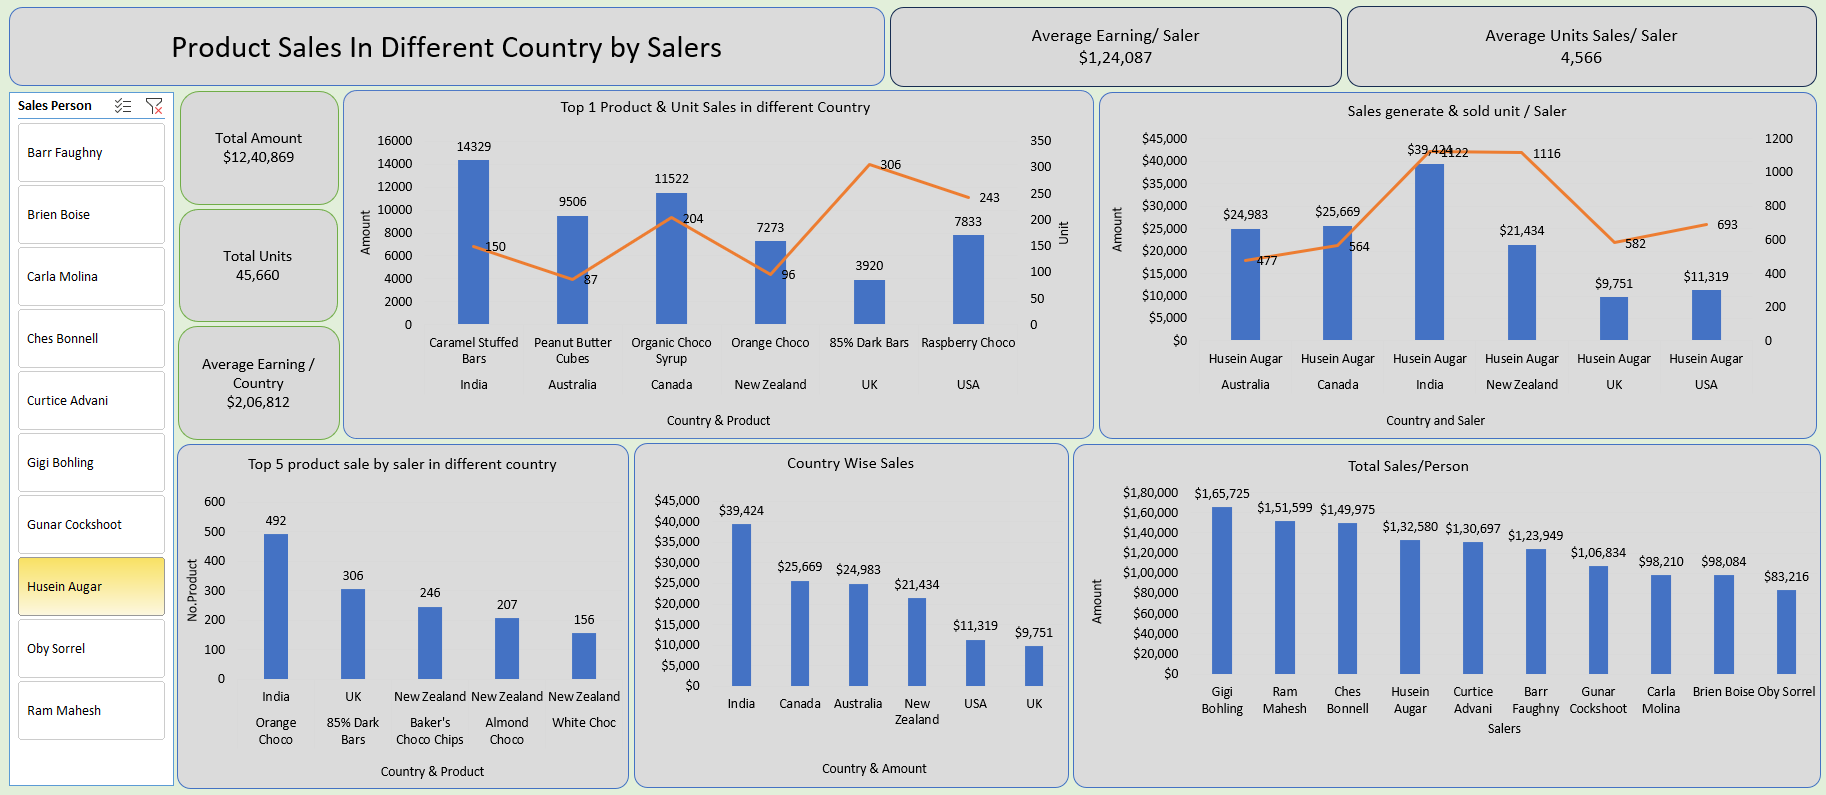 Product Sales In Different Country by Salers
Average Earning/ Saler
$1,24,087
Average Units Sales/ Saler
4,566
Sales Person
Barr Faughny
Brien Boise
Carla Molina
Ches Bonnell
Curtice Advani
Gigi Bohling
Gunar Cockshoot
Husein Augar
Oby Sorrel
Ram Mahesh
Total Amount
$12,40,869
Total Units
45,660
Average Earning /
Country
$2,06,812
Top 1 Product & Unit Sales in different Country
16000
14000
12000
10000
8000
6000
4000
2000
0
Amount
14329
9506
11522
7273
3920
7833
150
87
204
96
306
243
350
300
250
200
150
100
50
0
Unit
Caramel Stuffed
Bars
Peanut Butter
Cubes
Organic Choco
Syrup
Orange Choco
85% Dark Bars
Raspberry Choco
India
Australia
Canada
New Zealand
UK
USA
Country & Product
Sales generate & sold unit / Saler
$45,000
$40,000
$35,000
$30,000
$25,000
$20,000
$15,000
$10,000
$5,000
$0
Amount
$24,983
$25,669
$39,424
$21,434
$9,751
$11,319
477
564
1122
1116
582
693
1200
1000
800
600
400
200
0
Husein Augar
Husein Augar
Husein Augar
Husein Augar
Husein Augar
Husein Augar
Australia
Canada
India
New Zealand
UK
USA
Country and Saler
Top 5 product sale by saler in different country
600
500
400
300
200
100
0
No.Product
492
306
246
207
156
India
UK
New Zealand
New Zealand
New Zealand
Orange
Choco
85% Dark
Bars
Baker's
Choco Chips
Almond
Choco
White Choc
Country & Product
Country Wise Sales
$45,000
$40,000
$35,000
$30,000
$25,000
$20,000
$15,000
$10,000
$5,000
$0
$39,424
$25,669
$24,983
$21,434
$11,319
$9,751
India
Canada
Australia
New
Zealand
USA
UK
Country & Amount
Total Sales/Person
$1,80,000
$1,60,000
$1,40,000
$1,20,000
$1,00,000
$80,000
$60,000
$40,000
$20,000
$0
Amount
$1,65,725
$1,51,599
$1,49,975
$1,32,580
$1,30,697
$1,23,949
$1,06,834
$98,210
$98,084
$83,216
Gigi
Bohling
Ram
Mahesh
Ches
Bonnell
Husein
Augar
Curtice
Advani
Barr
Faughny
Gunar
Cockshoot
Carla
Molina
Brien Boise
Oby Sorrel
Salers